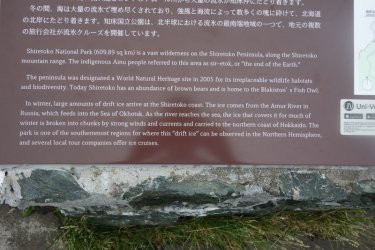 冬の間、海は大量の流氷で埋め尽くされており、強風と海流によって数多くの塊に砕けて、北海道
の北岸にたどり着きます。知床国立公園は、北半球における流氷の最南端地域の一つで、地元の複数
の旅行会社が流氷クルーズを開催しています。
Shiretoko National Park (609.89 sq km) is a vast wilderness on the Shiretoko Peninsula, along the Shiretoko
mountain range. The indigenous Ainu people referred to this area as sir-etok, or "the end of the Earth."
The peninsula was designated a World Natural Heritage site in 2005 for its irreplaceable wildlife habitats
and biodiversity. Today Shiretoko has an abundance of brown bears and is home to the Blakiston's Fish Owl.
In winter, large amounts of drift ice arrive at the Shiretoko coast. The ice comes from the Amur River in
Russia, which feeds into the Sea of Okhotsk. As the river reaches the sea, the ice that covers it for much of
winter is broken into chunks by strong winds and currents and carried to the northern coast of Hokkaido. The
park is one of the southernmost regions for where this "drift ice" can be observed in the Northern Hemisphere,
and several local tour companies offer ice cruises.
Uni-V